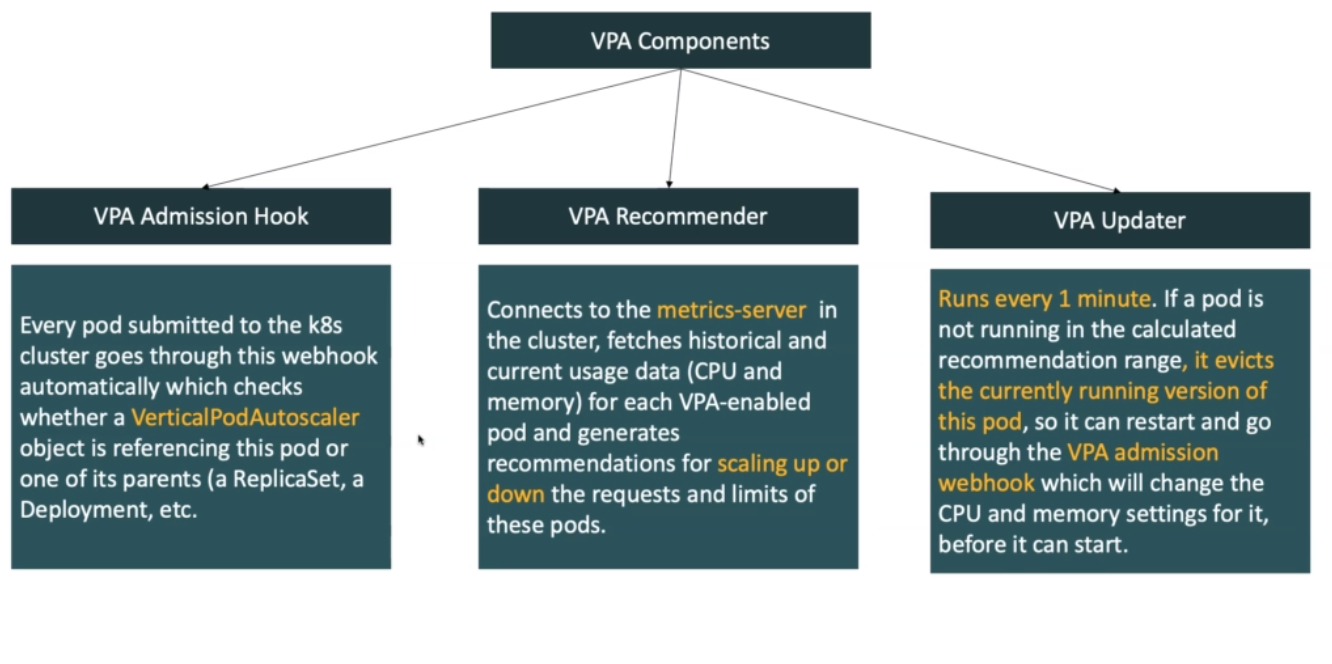 VPA Components
VPA Admission Hook
Every pod submitted to the k8s
cluster goes through this webhook
automatically which checks
whether a VerticalPodAutoscaler
object is referencing this pod or
one of its parents (a ReplicaSet, a
Deployment, etc.
VPA Recommender
Connects to the metrics-server in
the cluster, fetches historical and
current usage data (CPU and
memory) for each VPA-enabled
pod and generates
recommendations for scaling up or
down the requests and limits of
these pods.
VPA Updater
Runs every 1 minute. If a pod is
not running in the calculated
recommendation range, it evicts
the currently running version of
this pod, so it can restart and go
through the VPA admission
webhook which will change the
CPU and memory settings for it,
before it can start.